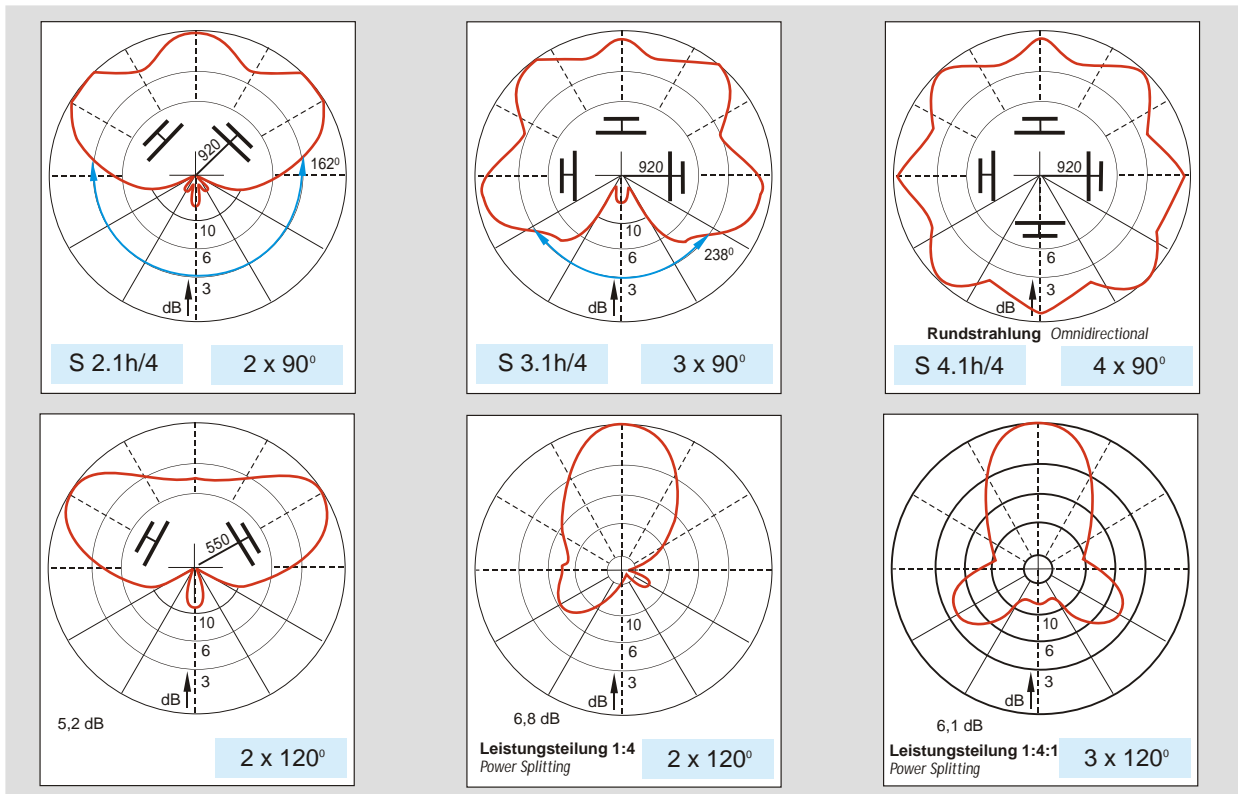 920
162⁰
10
6
3
dB
S 2.1h/4
2 x 90⁰
920
10
6
238⁰
3
dB
S 3.1h/4
3 x 90⁰
920
6
3
dB
Rundstrahlung Omnidirectional
S 4.1h/4
4 x 90⁰
550
10
6
3
dB
5,2 dB
2 x 120⁰
10
6
3
dB
6,8 dB
Leistungsteilung 1:4
Power Splitting
2 x 120⁰
10
6
3
dB
6,1 dB
Leistungsteilung 1:4:1
Power Splitting
3 x 120⁰